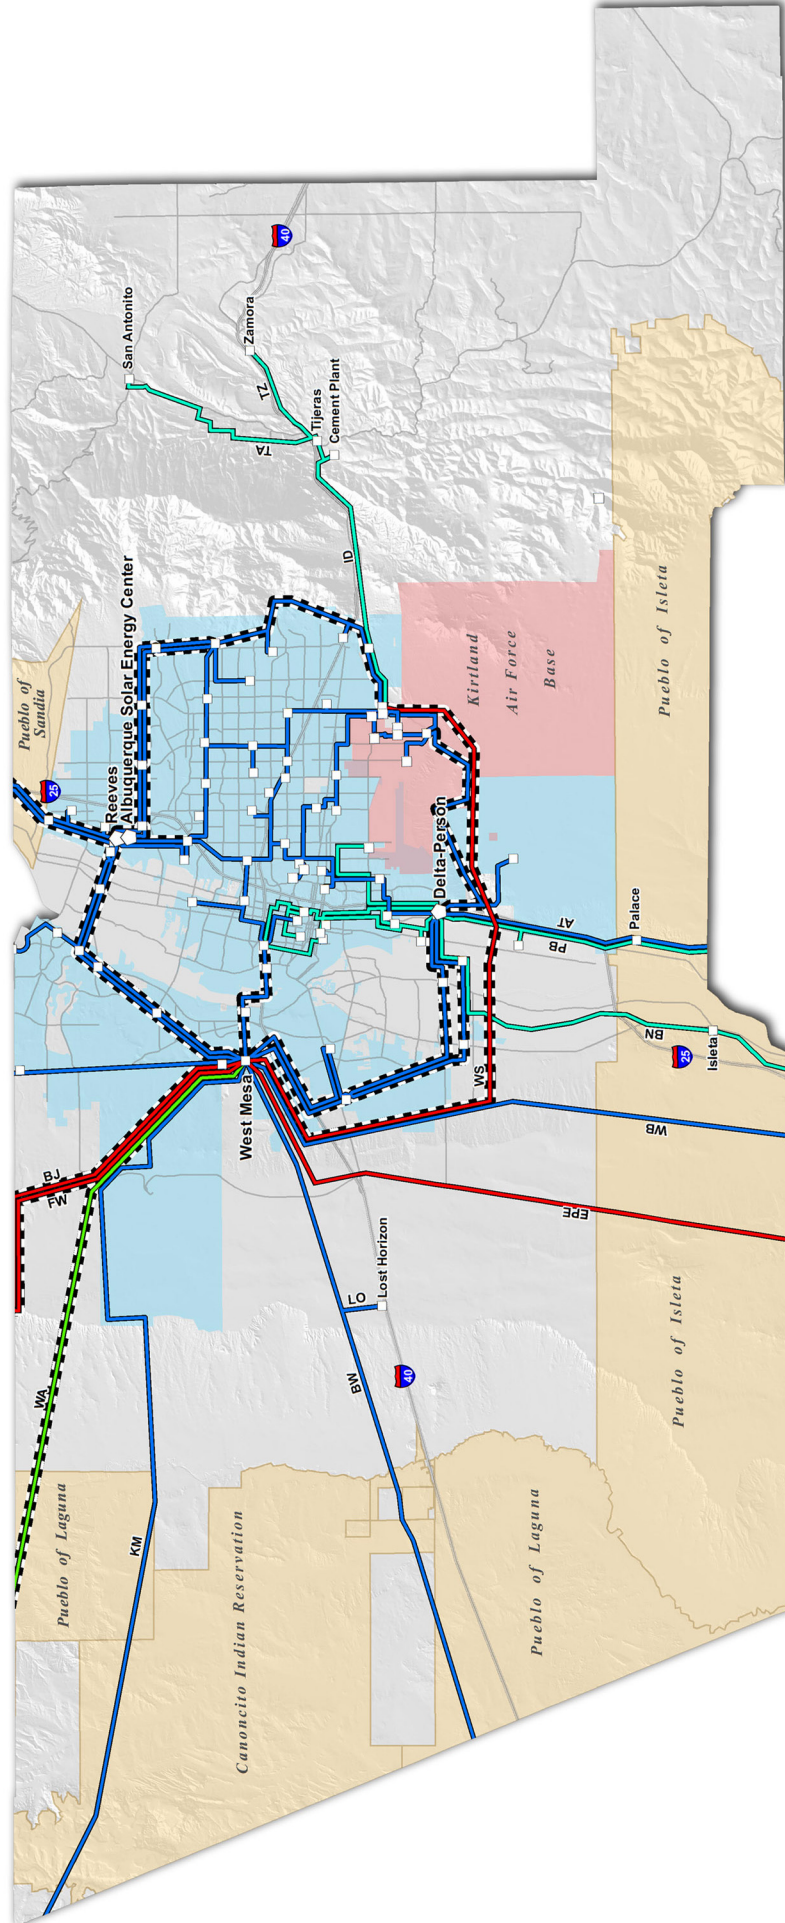 San Antonito
40
Zamora
TZ
Tijeras
Cement Plant
TA
ID
Pueblo of
Sandia
25
Reeves
Albuquerque Solar Energy Center
Kirtland
Air Force
Base
Pueblo of Isleta
Delta-Person
Palace
AT
PB
BN
Isleta
25
WS
West Mesa
WB
BJ
FW
EPE
LO
Lost Horizon
WA
BW
40
Pueblo of Isleta
Pueblo of Laguna
KM
Canoncito Indian Reservation
Pueblo of Laguna